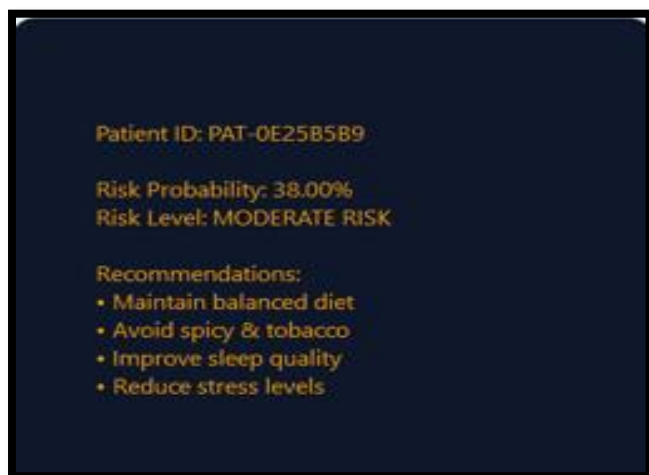 Patient ID: PAT-0E25B5B9
Risk Probability: 38.00%
Risk Level: MODERATE RISK
Recommendations:
• Maintain balanced diet
• Avoid spicy & tobacco
• Improve sleep quality
• Reduce stress levels